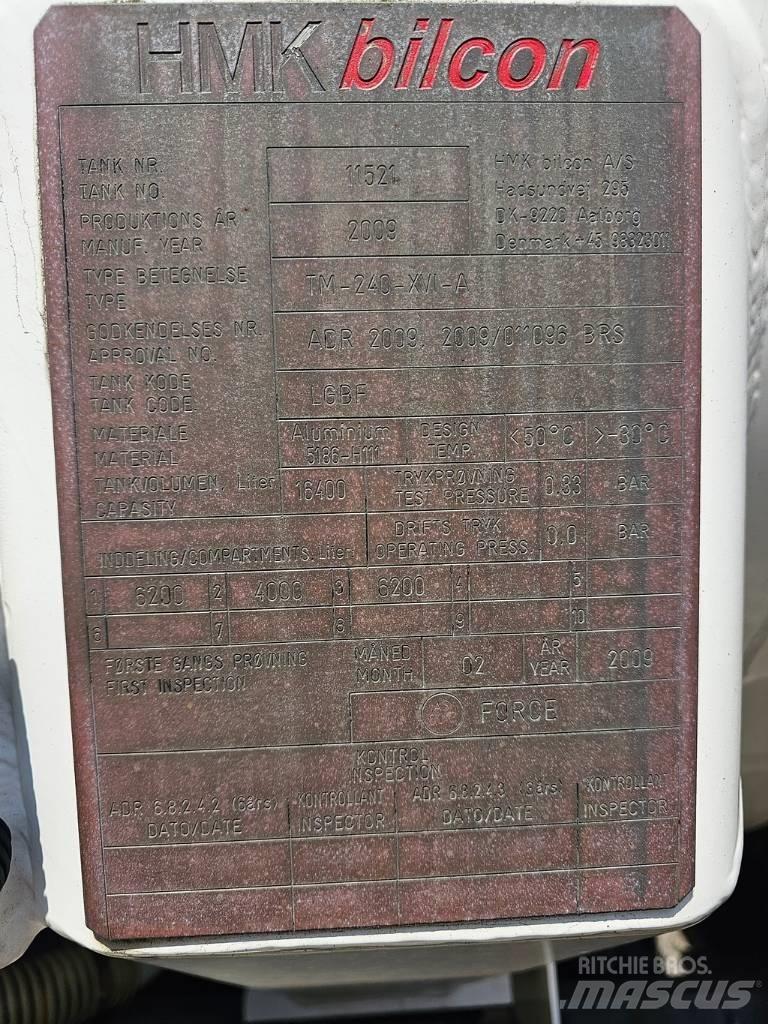 HMK bilcon
TANK NR.
TANK NO.
11521
HMK bilcon A/S
Hadsundvej 295
DK-9220 Aalborg
PRODUKTIONS ÅR
MANUF. YEAR
2009
Denmark
TYPE BETEGNELSE
TYPE
TM-240-XVI-A
GODKENDELSES NR.
APPROVAL NO.
ADR 2009, 2009/011096 BRS
TANK KODE
TANK CODE.
LGBF
MATERIALE
MATERIAL
Aluminium
5186-H111
DESIGN
TEMP.
<50°C >-30°C
TANKVOLUMEN, Liter
CAPASITY
16400
TRYKPRØVNING
TEST PRESSURE
0,33 BAR
INDDELING/COMPARTMENTS. Liter
DRIFTS TRYK
OPERATING PRESS.
0,0 BAR
1 6200 2 4000 3 6200 4 5
6 7 8 9 10
FØRSTE GANGS PRØVNING
FIRST INSPECTION
MÅNED
MONTH
02
ÅR
YEAR
2009
FORCE
KONTROL
INSPECTION
ADR 6.8.2.4.2 (6års)
DATO/DATE
KONTROLLANT
INSPECTOR
ADR 6.8.2.4.3 (3års)
DATO/DATE
KONTROLLANT
INSPECTOR
RITCHIE BROS.
MASCUS